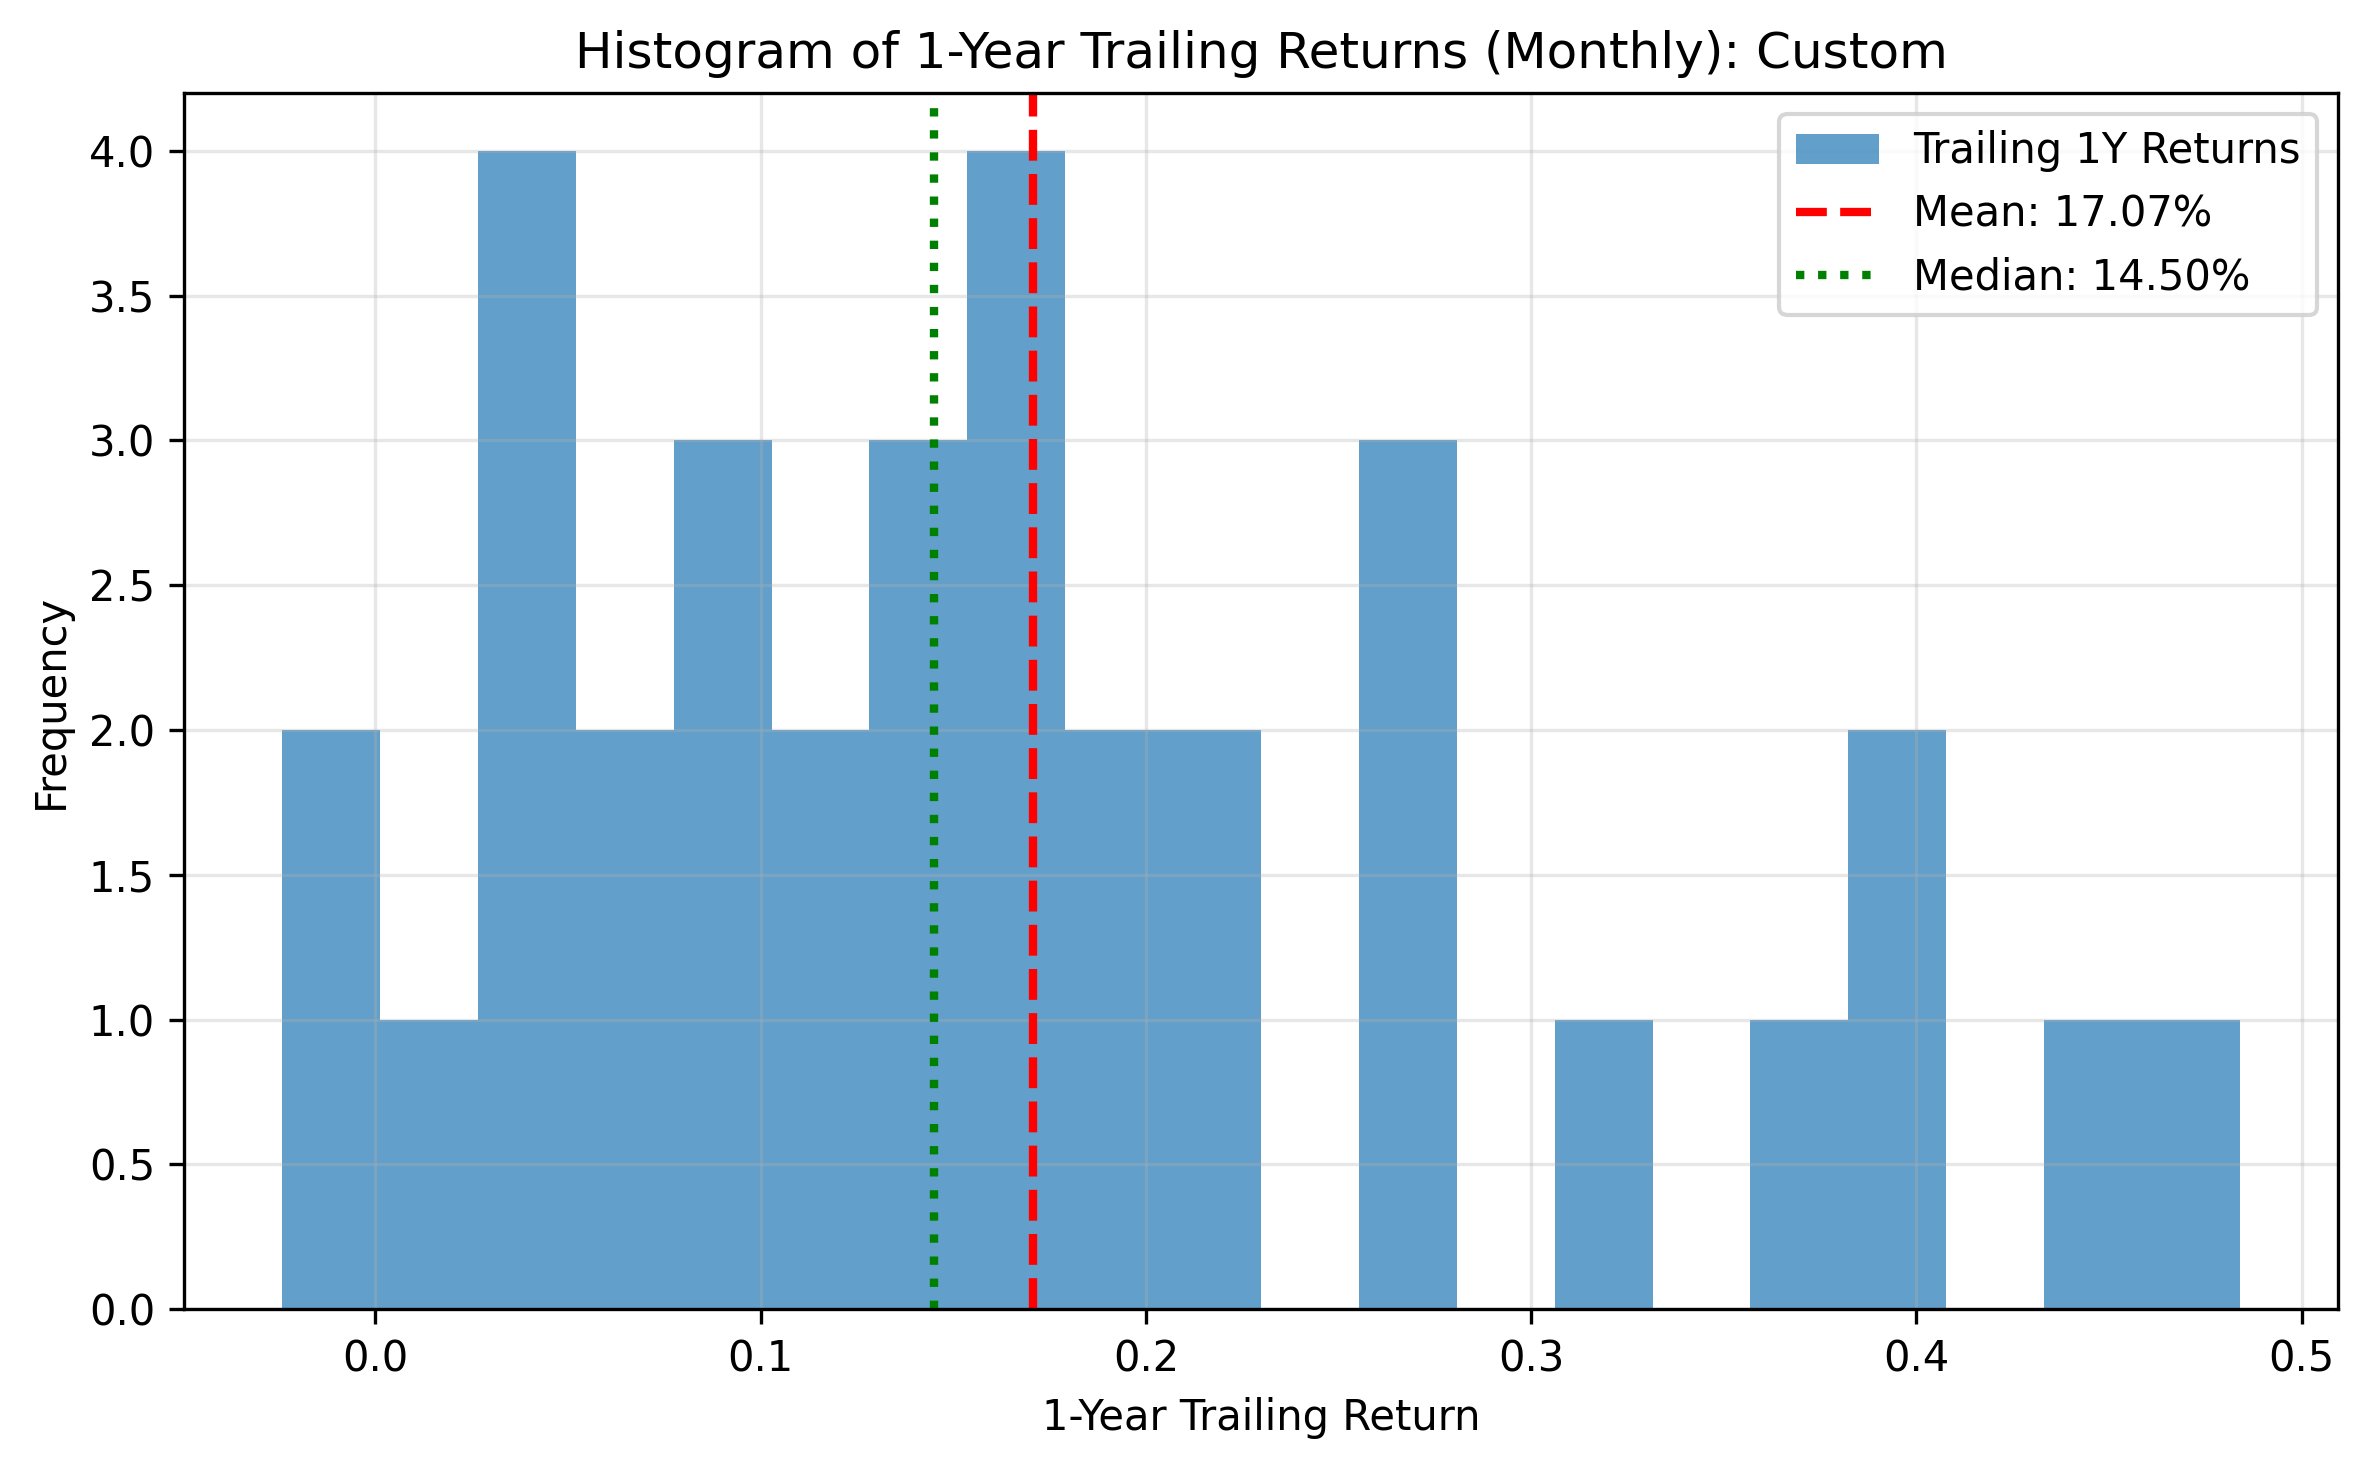 Histogram of 1-Year Trailing Returns (Monthly): Custom
Trailing 1Y Returns
Mean: 17.07%
Median: 14.50%
Frequency
4.0
3.5
3.0
2.5
2.0
1.5
1.0
0.5
0.0
0.0 0.1 0.2 0.3 0.4 0.5
1-Year Trailing Return